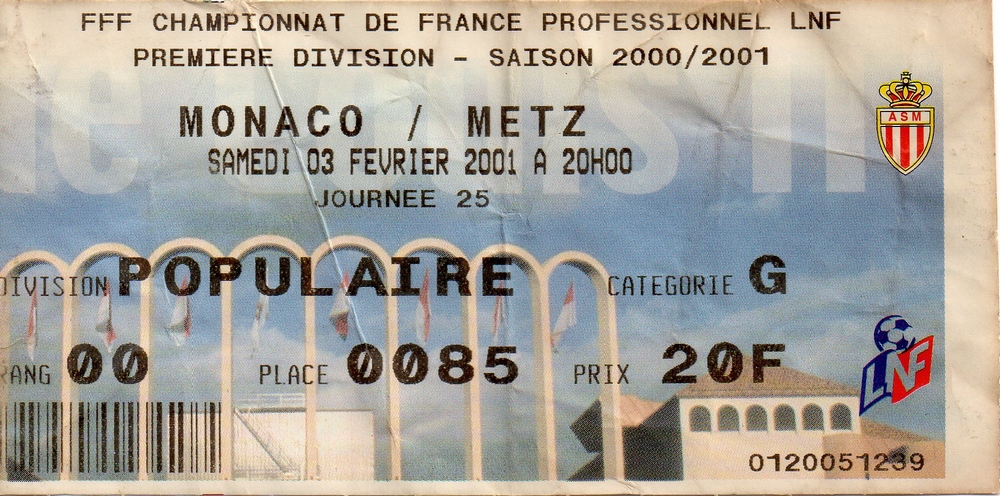 FFF CHAMPIONNAT DE FRANCE PROFESSIONNEL LNF
PREMIERE DIVISION - SAISON 2000/2001
MONACO / METZ
SAMEDI 03 FEVRIER 2001 A 20H00
JOURNEE 25
ASM
DIVISION POPULAIRE CATEGORIE G
RANG 00 PLACE 0085 PRIX 20F
LNF
0120051239